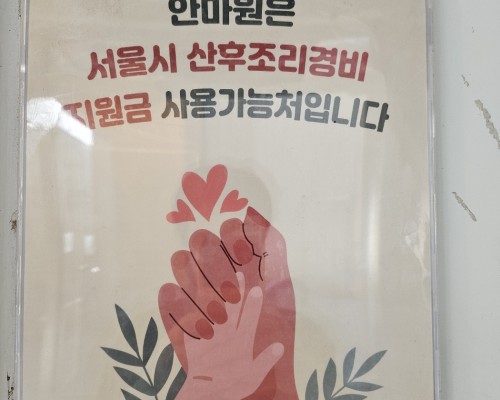 안마원은
서울시 산후조리경비
지원금 사용가능처입니다